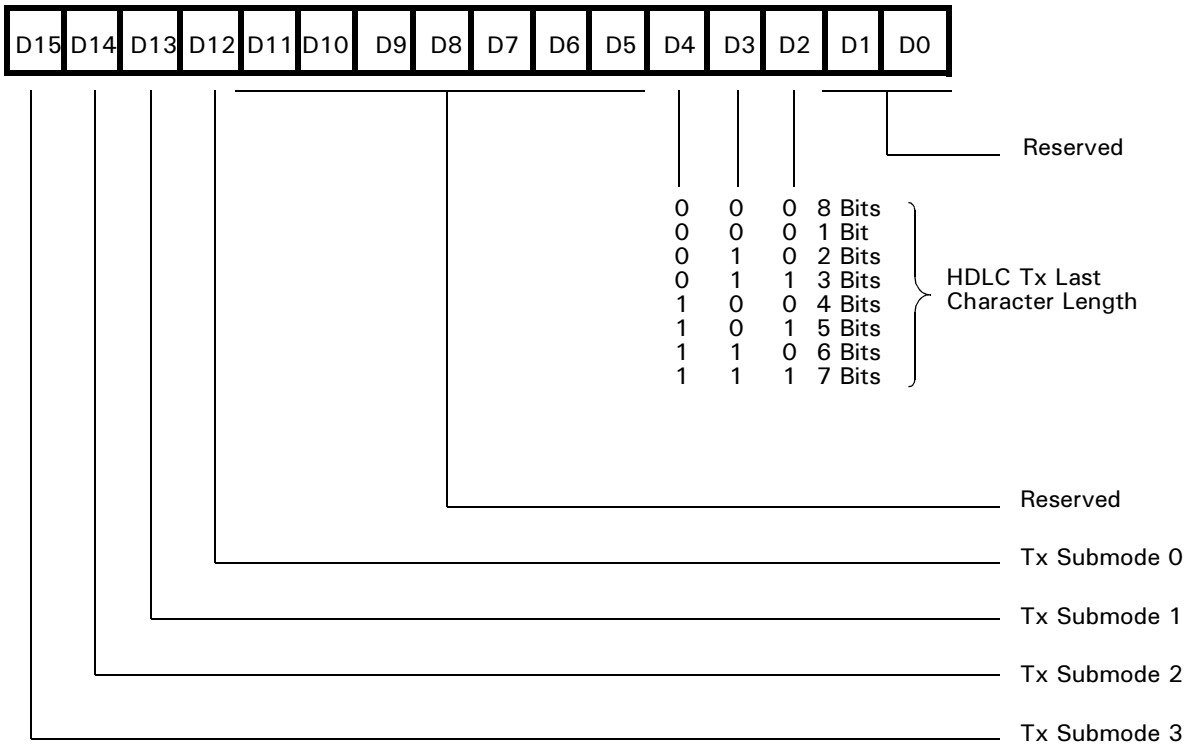 D15 D14 D13 D12 D11 D10 D9 D8 D7 D6 D5 D4 D3 D2 D1 D0
Reserved
0 0 0 8 Bits
0 0 0 1 Bit
0 1 0 2 Bits
0 1 1 3 Bits
1 0 0 4 Bits
1 0 1 5 Bits
1 1 0 6 Bits
1 1 1 7 Bits
HDLC Tx Last
Character Length
Reserved
Tx Submode 0
Tx Submode 1
Tx Submode 2
Tx Submode 3